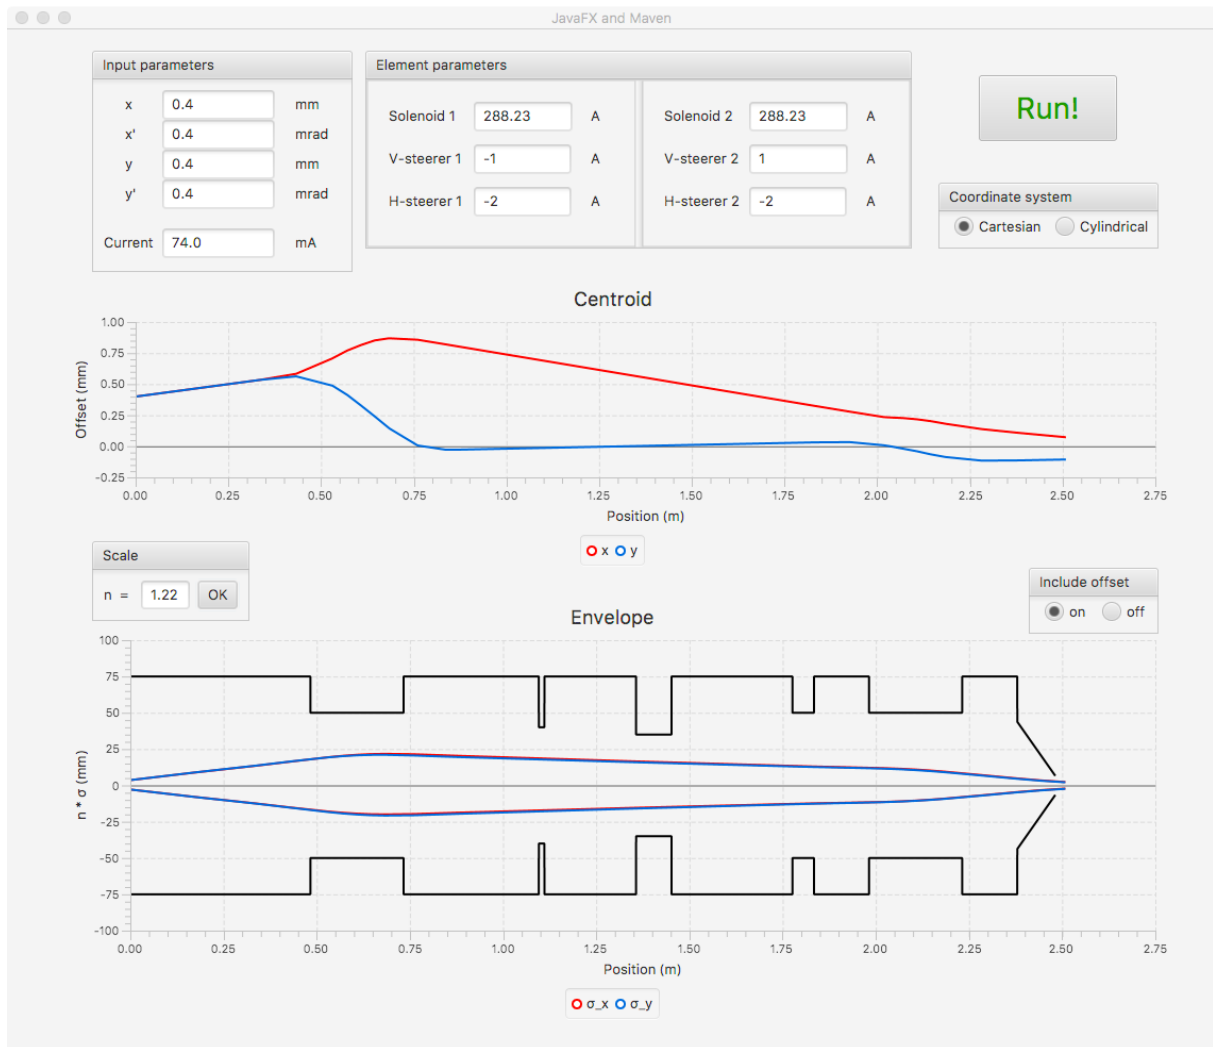 JavaFX and Maven
Input parameters
x 0.4 mm
x' 0.4 mrad
y 0.4 mm
y' 0.4 mrad
Current 74.0 mA
Element parameters
Solenoid 1 288.23 A
V-steerer 1 -1 A
H-steerer 1 -2 A
Solenoid 2 288.23 A
V-steerer 2 1 A
H-steerer 2 -2 A
Run!
Coordinate system
Cartesian Cylindrical
Centroid
Offset (mm)
1.00
0.75
0.50
0.25
0.00
-0.25
0.00 0.25 0.50 0.75 1.00 1.25 1.50 1.75 2.00 2.25 2.50 2.75
Position (m)
x y
Scale
n = 1.22 OK
Include offset
on off
Envelope
n * σ (mm)
100
75
50
25
0
-25
-50
-75
-100
0.00 0.25 0.50 0.75 1.00 1.25 1.50 1.75 2.00 2.25 2.50 2.75
Position (m)
σ_x σ_y